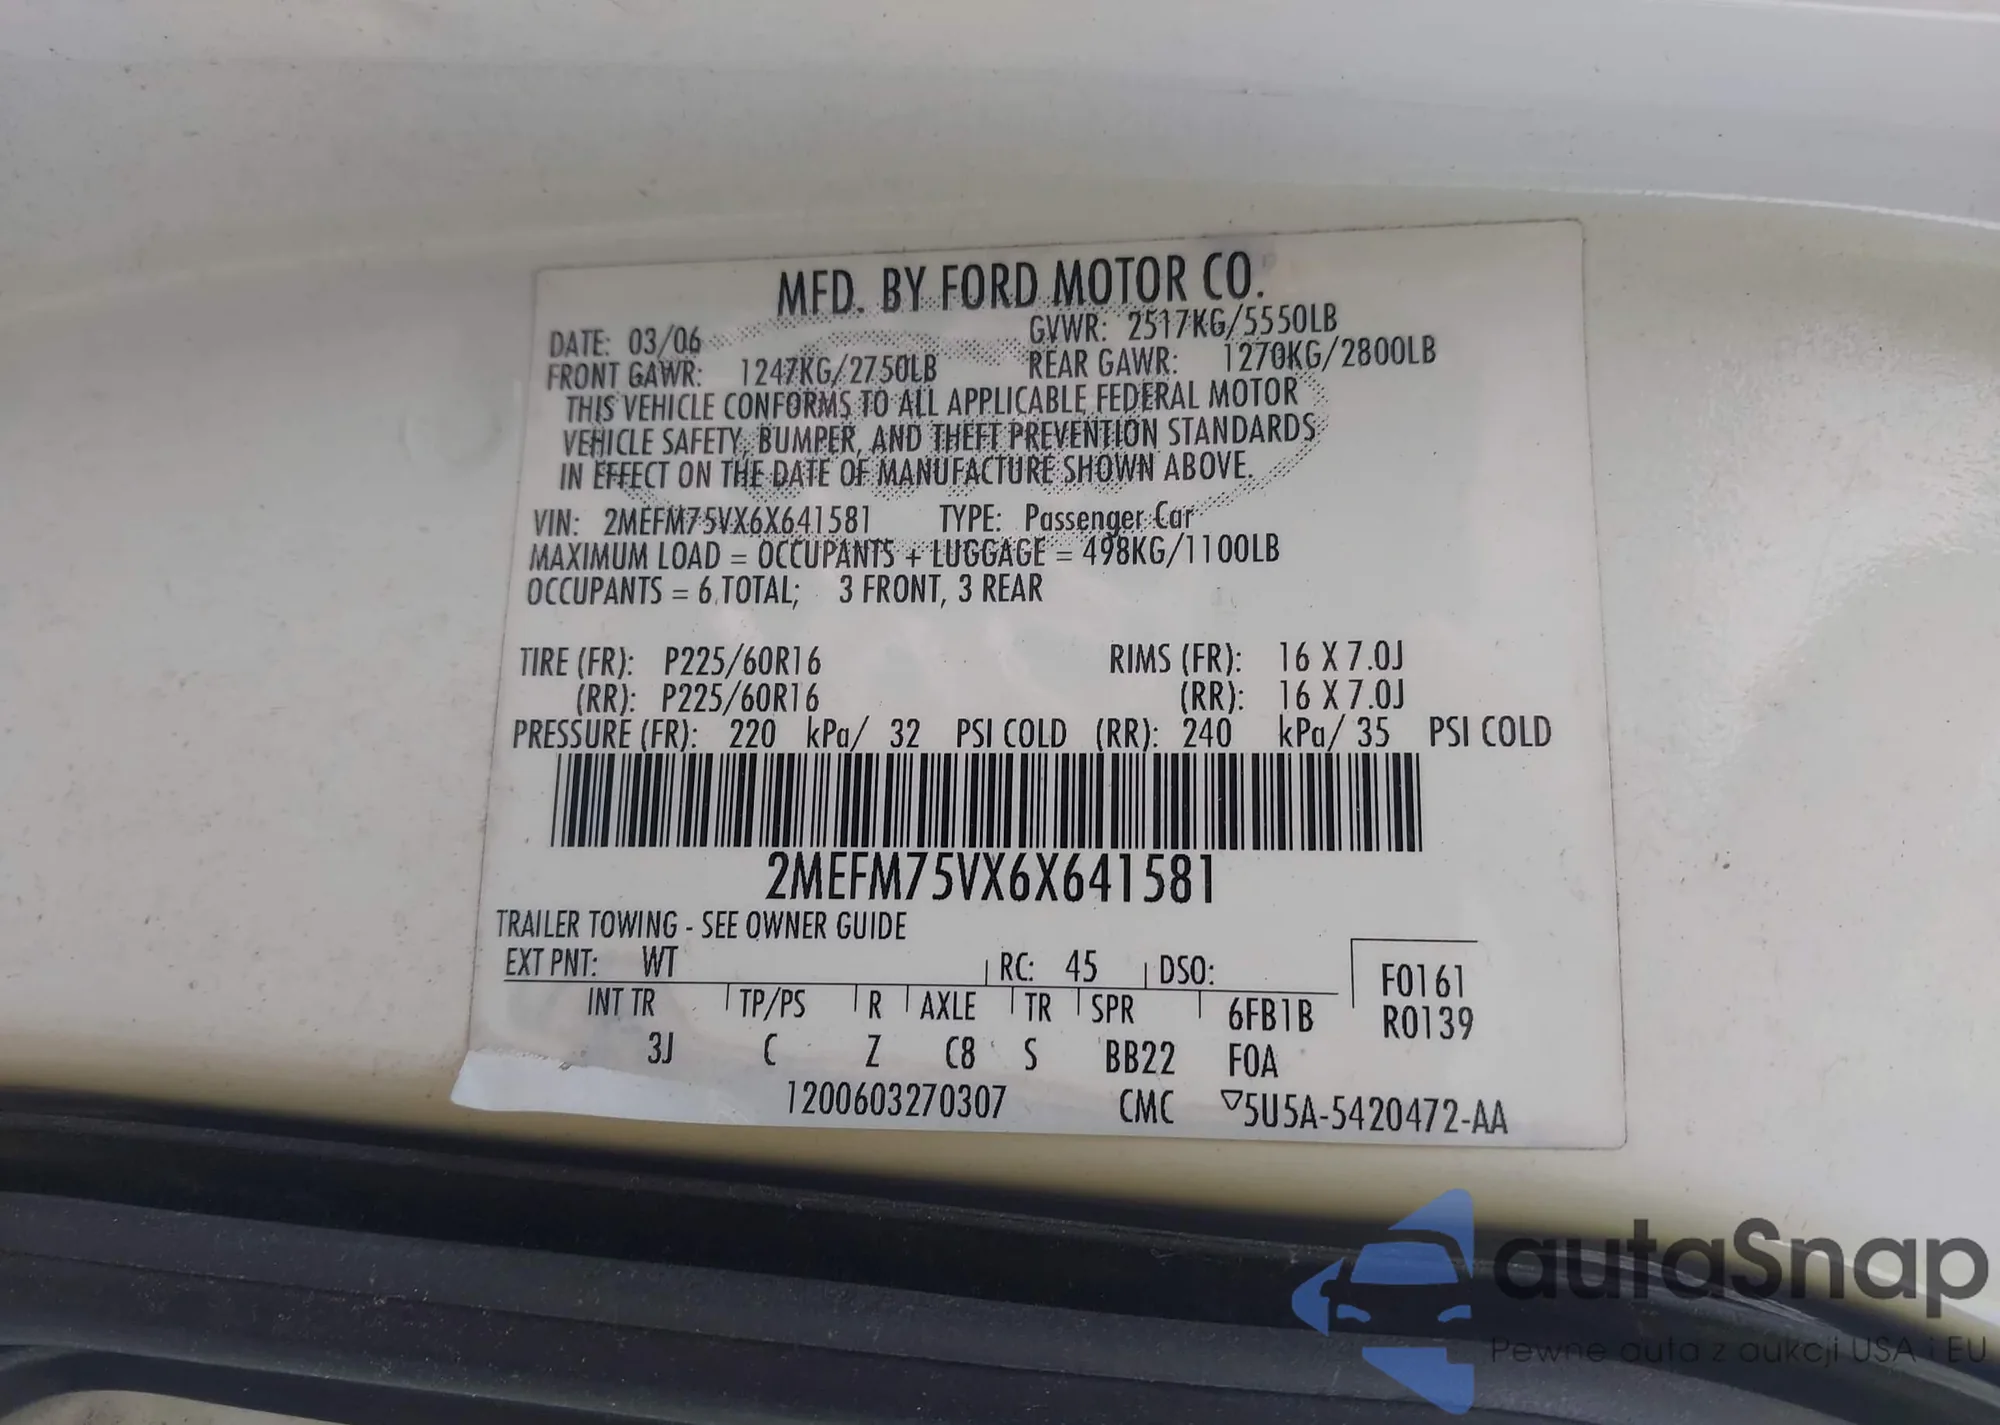 MFD. BY FORD MOTOR CO.
DATE: 03/06 GVWR: 2517KG/5550LB
FRONT GAWR: 1247KG/2750LB REAR GAWR: 1270KG/2800LB
THIS VEHICLE CONFORMS TO ALL APPLICABLE FEDERAL MOTOR
VEHICLE SAFETY, BUMPER, AND THEFT PREVENTION STANDARDS
IN EFFECT ON THE DATE OF MANUFACTURE SHOWN ABOVE.
VIN: 2MEFM75VX6X641581 TYPE: Passenger Car
MAXIMUM LOAD = OCCUPANTS + LUGGAGE = 498KG/1100LB
OCCUPANTS = 6 TOTAL; 3 FRONT, 3 REAR
TIRE (FR): P225/60R16 RIMS (FR): 16 X 7.0J
(RR): P225/60R16 (RR): 16 X 7.0J
PRESSURE (FR): 220 kPa/ 32 PSI COLD (RR): 240 kPa/ 35 PSI COLD
2MEFM75VX6X641581
TRAILER TOWING - SEE OWNER GUIDE
EXT PNT: WT RC: 45 DSO: F0161
INT TR TP/PS R AXLE TR SPR 6FB1B R0139
3J C Z C8 S BB22 F0A
1200603270307 CMC ▽5U5A-5420472-AA
autaSnap
Pewne auta z aukcji USA i EU